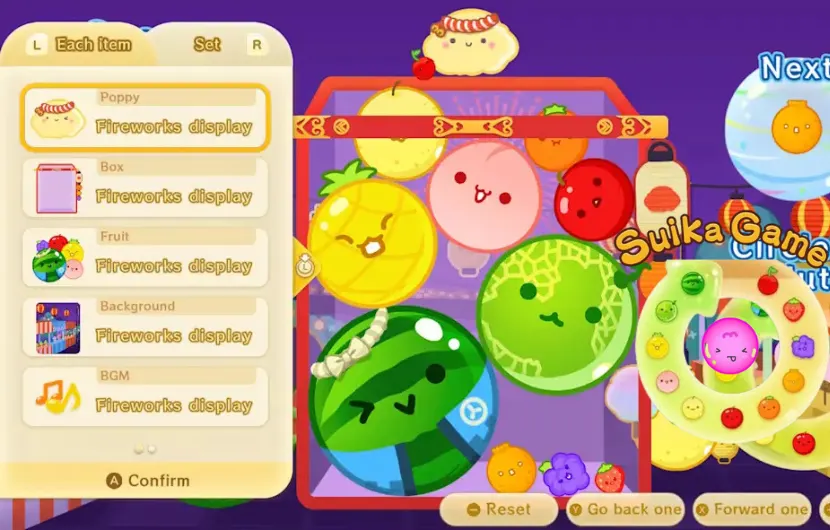 L Each item Set R
Poppy
Fireworks display
Box
Fireworks display
Fruit
Fireworks display
Background
Fireworks display
BGM
Fireworks display
A Confirm
Next
Suika Game
Reset
Y Go back one
X Forward one